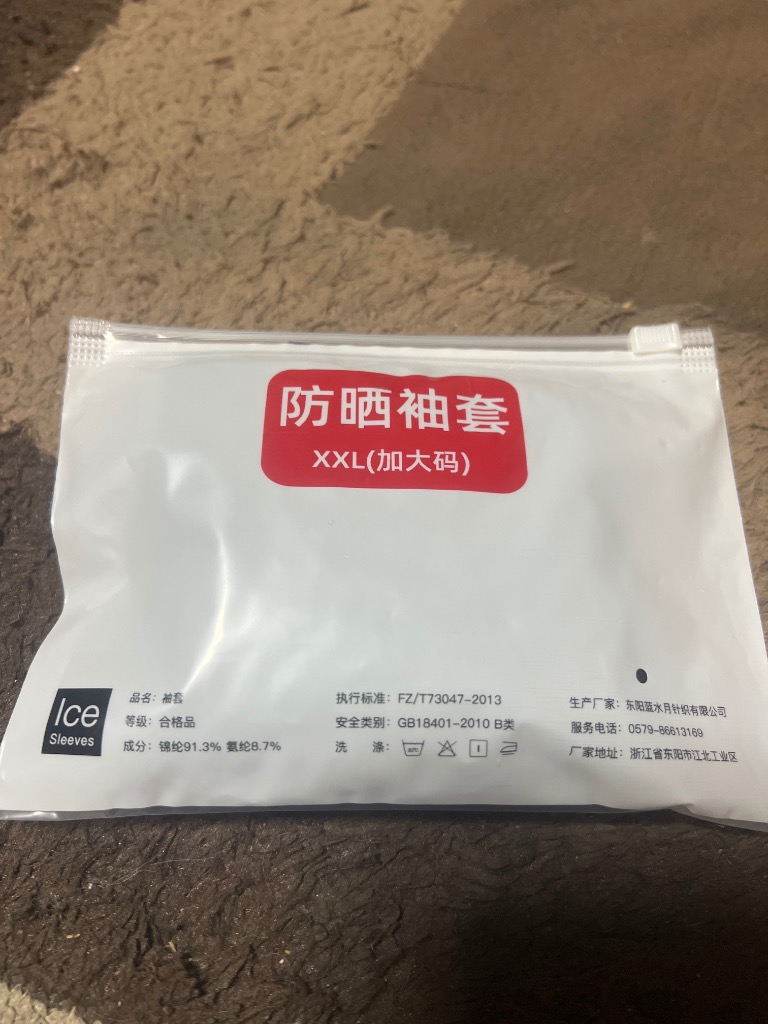 防晒袖套
XXL(加大码)
Ice
Sleeves
品名：袖套
等级：合格品
成分：锦纶91.3% 氨纶8.7%
执行标准：FZ/T73047-2013
安全类别：GB18401-2010 B类
洗 涤：
生产厂家：东阳蓝水月针织有限公司
服务电话：0579-86613169
厂家地址：浙江省东阳市江北工业区